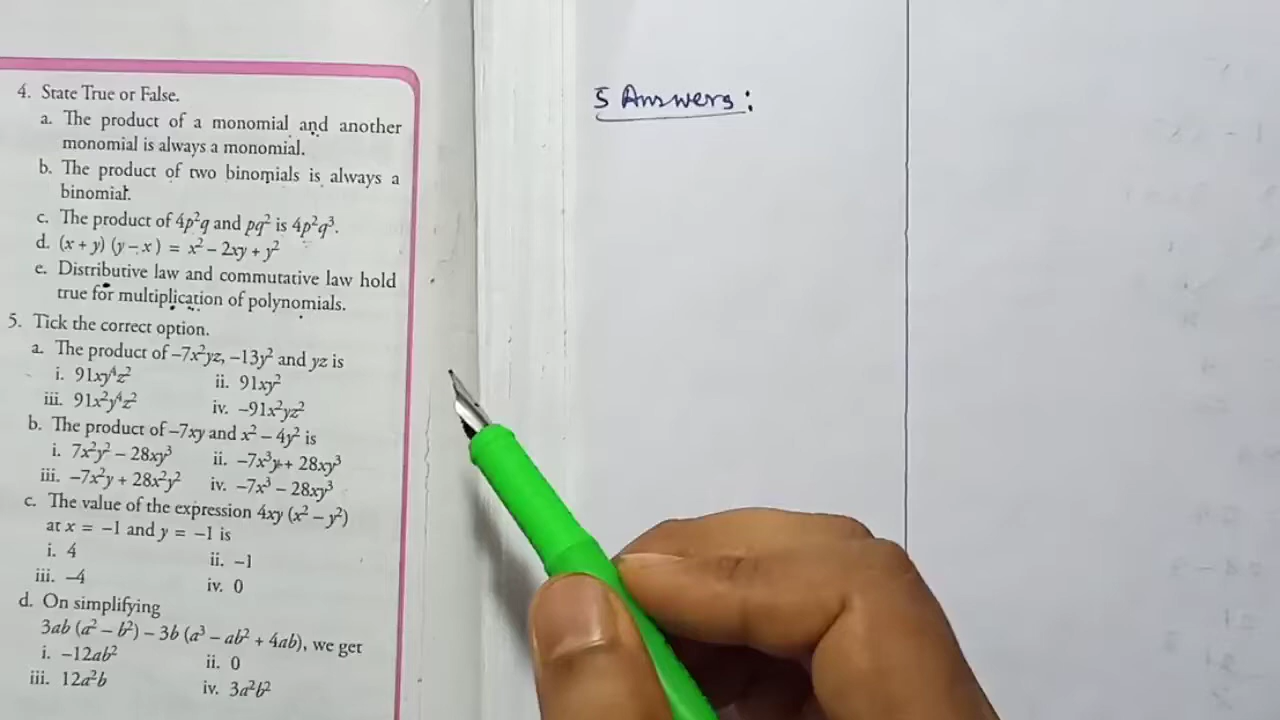 4. State True or False.
a. The product of a monomial and another
monomial is always a monomial.
b. The product of two binomials is always a
binomial.
c. The product of 4p²q and pq² is 4p²q³.
d. (x + y) (y – x) = x² – 2xy + y²
e. Distributive law and commutative law hold
true for multiplication of polynomials.
5. Tick the correct option.
a. The product of –7x²yz, –13y² and yz is
i. 91xy⁴z² ii. 91xy²
iii. 91x²y⁴z² iv. –91x²yz²
b. The product of –7xy and x² – 4y² is
i. 7x²y² – 28xy³ ii. –7x³y + 28xy³
iii. –7x²y + 28x²y² iv. –7x³ – 28xy³
c. The value of the expression 4xy (x² – y²)
at x = –1 and y = –1 is
i. 4 ii. –1
iii. –4 iv. 0
d. On simplifying
3ab (a² – b²) – 3b (a³ – ab² + 4ab), we get
i. –12ab² ii. 0
iii. 12a²b iv. 3a²b²
5 Answers: